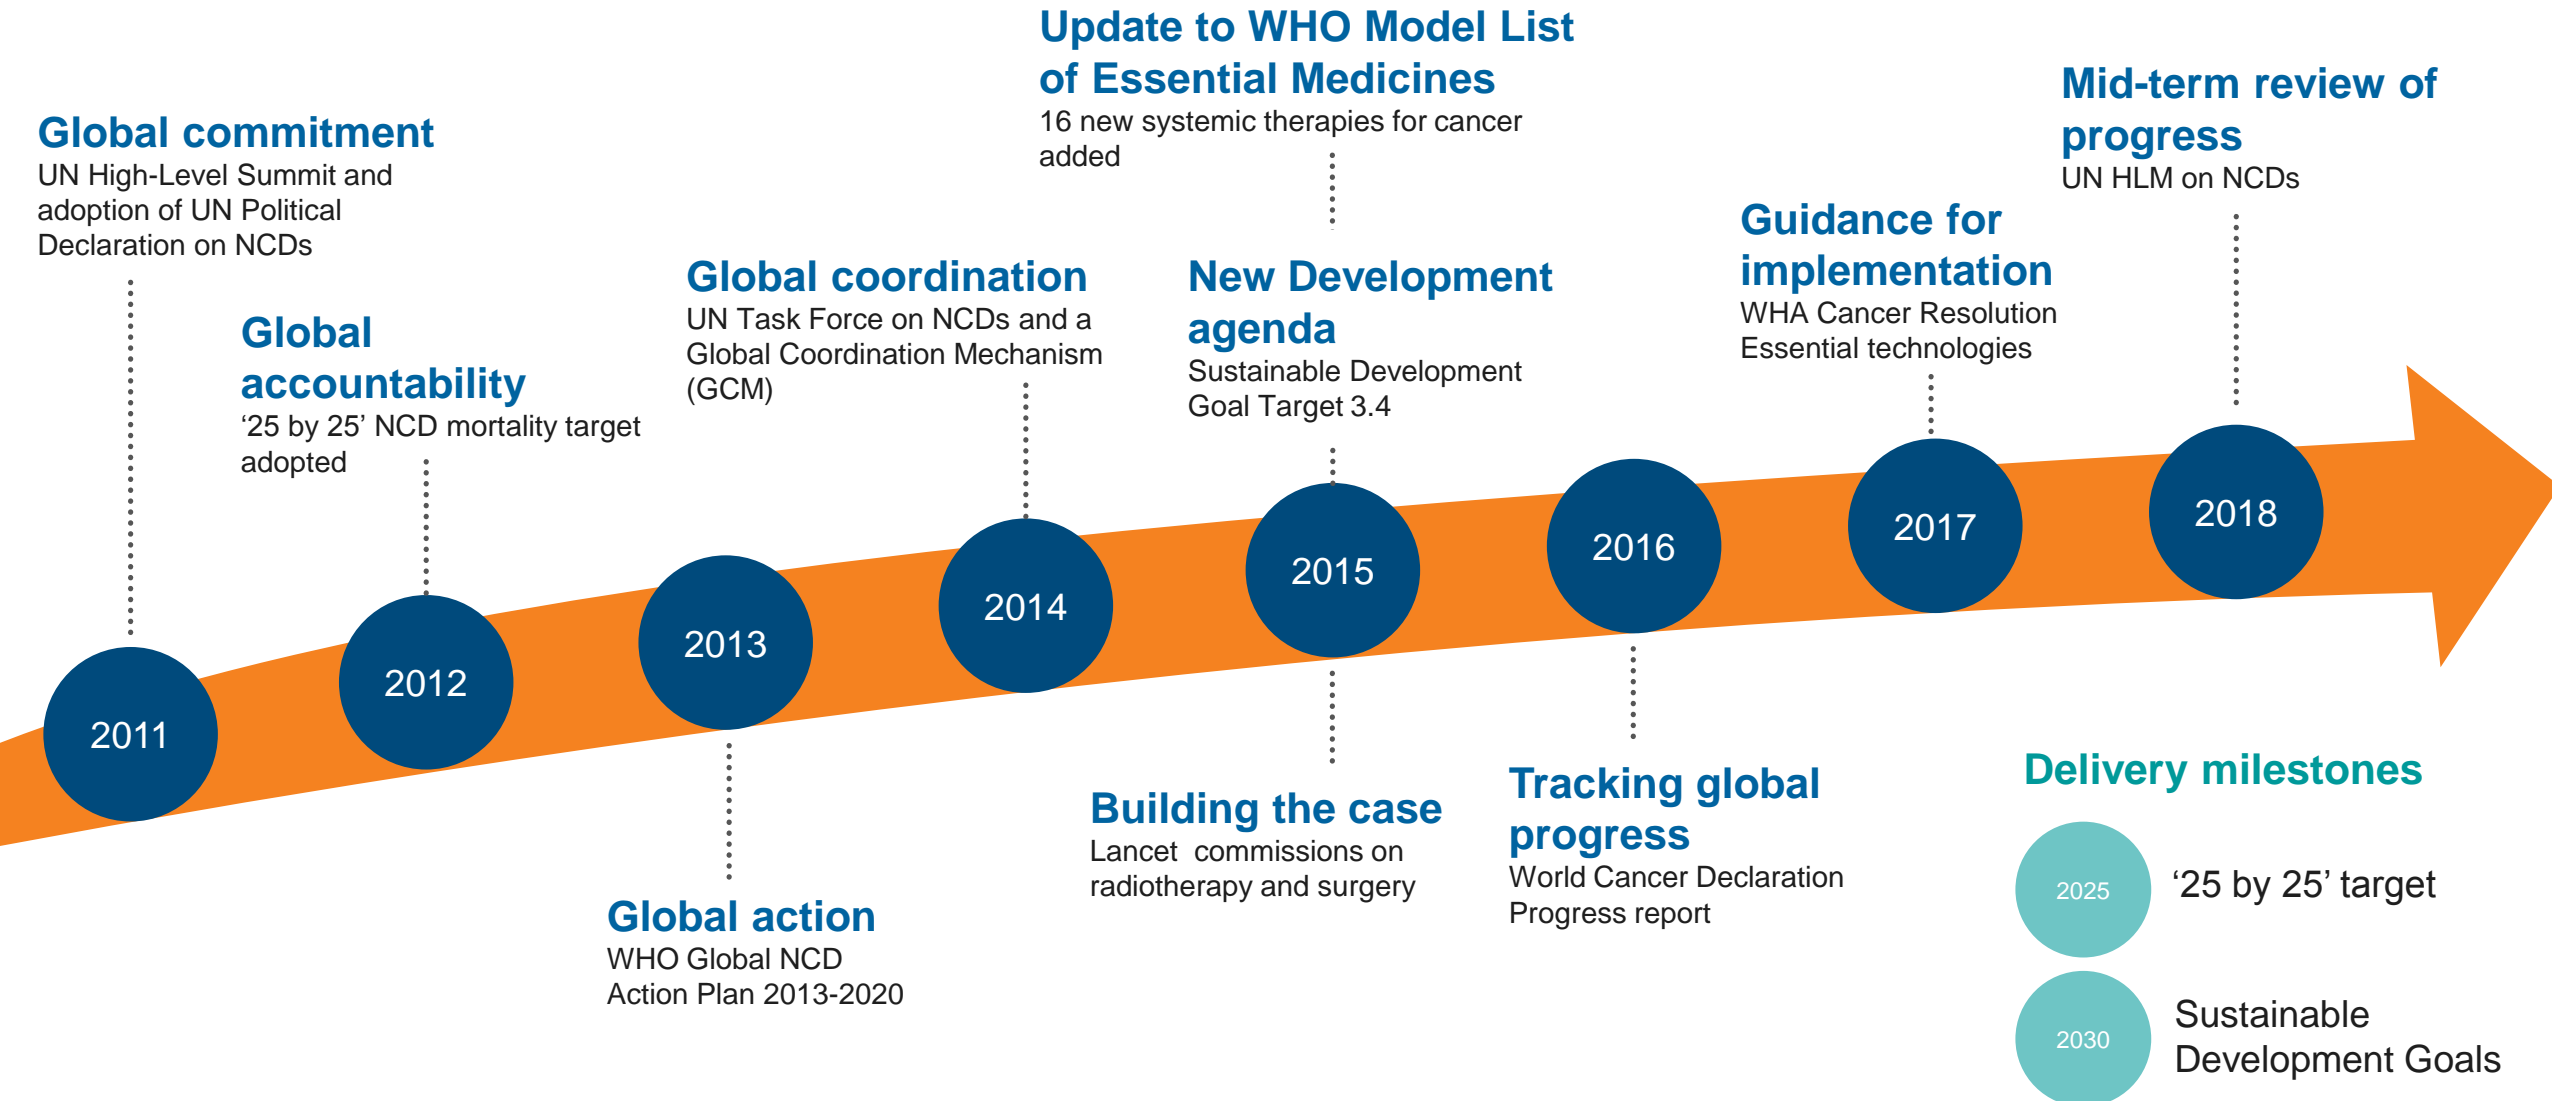 Global commitment
UN High-Level Summit and
adoption of UN Political
Declaration on NCDs
Global
accountability
‘25 by 25’ NCD mortality target
adopted
Global coordination
UN Task Force on NCDs and a
Global Coordination Mechanism
(GCM)
Update to WHO Model List
of Essential Medicines
16 new systemic therapies for cancer
added
New Development
agenda
Sustainable Development
Goal Target 3.4
Guidance for
implementation
WHA Cancer Resolution
Essential technologies
Mid-term review of
progress
UN HLM on NCDs
2011
2012
2013
2014
2015
2016
2017
2018
Global action
WHO Global NCD
Action Plan 2013-2020
Building the case
Lancet commissions on
radiotherapy and surgery
Tracking global
progress
World Cancer Declaration
Progress report
Delivery milestones
2025
‘25 by 25’ target
2030
Sustainable
Development Goals